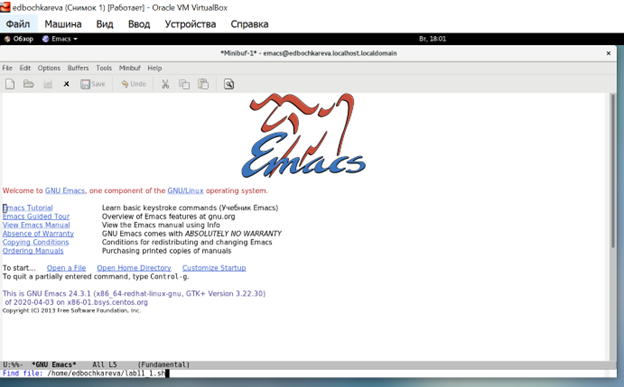 edbochkareva (Снимок 1) [Работает] - Oracle VM VirtualBox
Файл Машина Вид Ввод Устройства Справка
Обзор Emacs Вт, 18:01
*Minibuf-1* - emacs@edbochkareva.localhost.localdomain
File Edit Options Buffers Tools Minibuf Help
Save Undo
Emacs
Welcome to GNU Emacs, one component of the GNU/Linux operating system.
Emacs Tutorial Learn basic keystroke commands (Учебник Emacs)
Emacs Guided Tour Overview of Emacs features at gnu.org
View Emacs Manual View the Emacs manual using Info
Absence of Warranty GNU Emacs comes with ABSOLUTELY NO WARRANTY
Copying Conditions Conditions for redistributing and changing Emacs
Ordering Manuals Purchasing printed copies of manuals
To start... Open a File Open Home Directory Customize Startup
To quit a partially entered command, type Control-g.
This is GNU Emacs 24.3.1 (x86_64-redhat-linux-gnu, GTK+ Version 3.22.30)
of 2020-04-03 on x86-01.bsys.centos.org
Copyright (C) 2013 Free Software Foundation, Inc.
U:%%- *GNU Emacs* All L5 (Fundamental)
Find file: /home/edbochkareva/lab11_1.sh